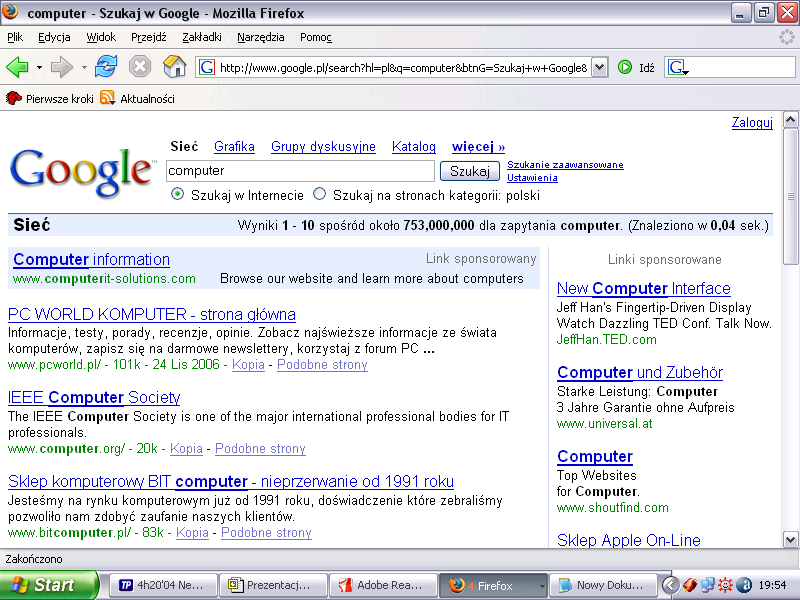 computer - Szukaj w Google - Mozilla Firefox
Plik Edycja Widok Przejdź Zakładki Narzędzia Pomoc
http://www.google.pl/search?hl=pl&q=computer&btnG=Szukaj+w+Google& Idź
Pierwsze kroki Aktualności
Zaloguj
Sieć Grafika Grupy dyskusyjne Katalog więcej »
Google™
computer Szukaj Szukanie zaawansowane
Ustawienia
Szukaj w Internecie Szukaj na stronach kategorii: polski
Sieć Wyniki 1 - 10 spośród około 753,000,000 dla zapytania computer. (Znaleziono w 0,04 sek.)
Computer information Link sponsorowany
www.computerit-solutions.com Browse our website and learn more about computers
PC WORLD KOMPUTER - strona główna
Informacje, testy, porady, recenzje, opinie. Zobacz najświeższe informacje ze świata
komputerów, zapisz się na darmowe newslettery, korzystaj z forum PC ...
www.pcworld.pl/ - 101k - 24 Lis 2006 - Kopia - Podobne strony
IEEE Computer Society
The IEEE Computer Society is one of the major international professional bodies for IT
professionals.
www.computer.org/ - 20k - Kopia - Podobne strony
Sklep komputerowy BIT computer - nieprzerwanie od 1991 roku
Jesteśmy na rynku komputerowym już od 1991 roku, doświadczenie które zebraliśmy
pozwoliło nam zdobyć zaufanie naszych klientów.
www.bitcomputer.pl/ - 83k - Kopia - Podobne strony
Linki sponsorowane
New Computer Interface
Jeff Han's Fingertip-Driven Display
Watch Dazzling TED Conf. Talk Now.
JeffHan.TED.com
Computer und Zubehör
Starke Leistung: Computer
3 Jahre Garantie ohne Aufpreis
www.universal.at
Computer
Top Websites
for Computer.
www.shoutfind.com
Sklep Apple On-Line
Zakończono
Start 4h20'04 Ne... Prezentacj... Adobe Rea... 4 Firefox Nowy Doku... 19:54